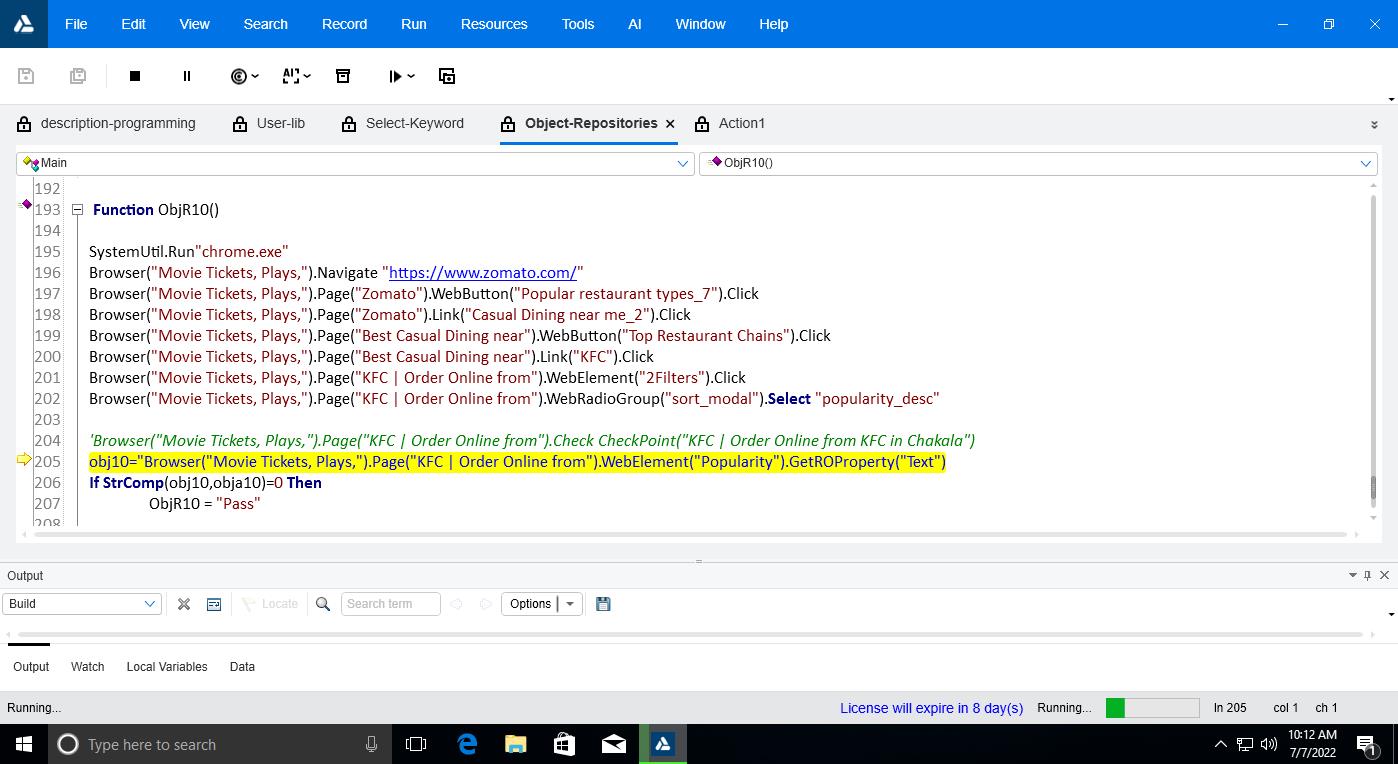 File Edit View Search Record Run Resources Tools AI Window Help
description-programming User-lib Select-Keyword Object-Repositories Action1
Main ObjR10()
192
193 Function ObjR10()
194
195 SystemUtil.Run"chrome.exe"
196 Browser("Movie Tickets, Plays,").Navigate "https://www.zomato.com/"
197 Browser("Movie Tickets, Plays,").Page("Zomato").WebButton("Popular restaurant types_7").Click
198 Browser("Movie Tickets, Plays,").Page("Zomato").Link("Casual Dining near me_2").Click
199 Browser("Movie Tickets, Plays,").Page("Best Casual Dining near").WebButton("Top Restaurant Chains").Click
200 Browser("Movie Tickets, Plays,").Page("Best Casual Dining near").Link("KFC").Click
201 Browser("Movie Tickets, Plays,").Page("KFC | Order Online from").WebElement("2Filters").Click
202 Browser("Movie Tickets, Plays,").Page("KFC | Order Online from").WebRadioGroup("sort_modal").Select "popularity_desc"
203
204 'Browser("Movie Tickets, Plays,").Page("KFC | Order Online from").Check CheckPoint("KFC | Order Online from KFC in Chakala")
205 obj10="Browser("Movie Tickets, Plays,").Page("KFC | Order Online from").WebElement("Popularity").GetROProperty("Text")
206 If StrComp(obj10,obja10)=0 Then
207 ObjR10 = "Pass"
208
Output
Build Locate Search term Options
Output Watch Local Variables Data
Running... License will expire in 8 day(s) Running... ln 205 col 1 ch 1
Type here to search 10:12 AM
7/7/2022 1